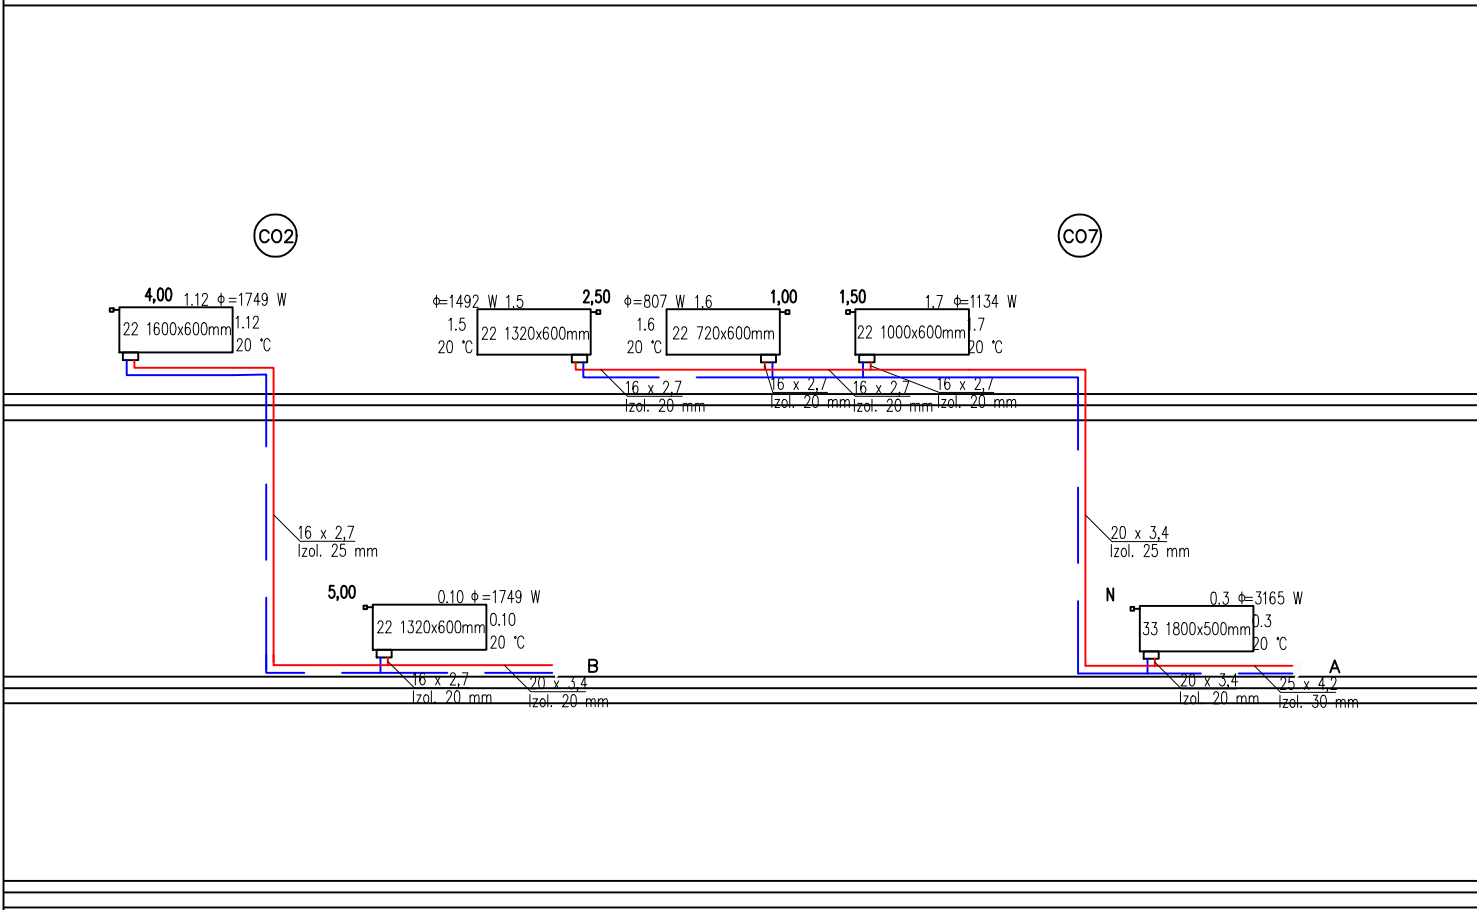 CO2
CO7
4,00
1.12 ϕ=1749 W
22 1600x600mm
1.12
20 °C
ϕ=1492 W 1.5
2,50
1.5
20 °C
22 1320x600mm
ϕ=807 W 1.6
1,00
1.6
20 °C
22 720x600mm
1,50
1.7 ϕ=1134 W
22 1000x600mm
1.7
20 °C
16 x 2,7
Izol. 20 mm
16 x 2,7
Izol. 20 mm
16 x 2,7
Izol. 20 mm
16 x 2,7
Izol. 20 mm
16 x 2,7
Izol. 25 mm
20 x 3,4
Izol. 25 mm
5,00
0.10 ϕ=1749 W
22 1320x600mm
0.10
20 °C
B
16 x 2,7
Izol. 20 mm
20 x 3,4
Izol. 20 mm
N
0.3 ϕ=3165 W
33 1800x500mm
0.3
20 °C
A
20 x 3,4
Izol. 20 mm
25 x 4,2
Izol. 30 mm